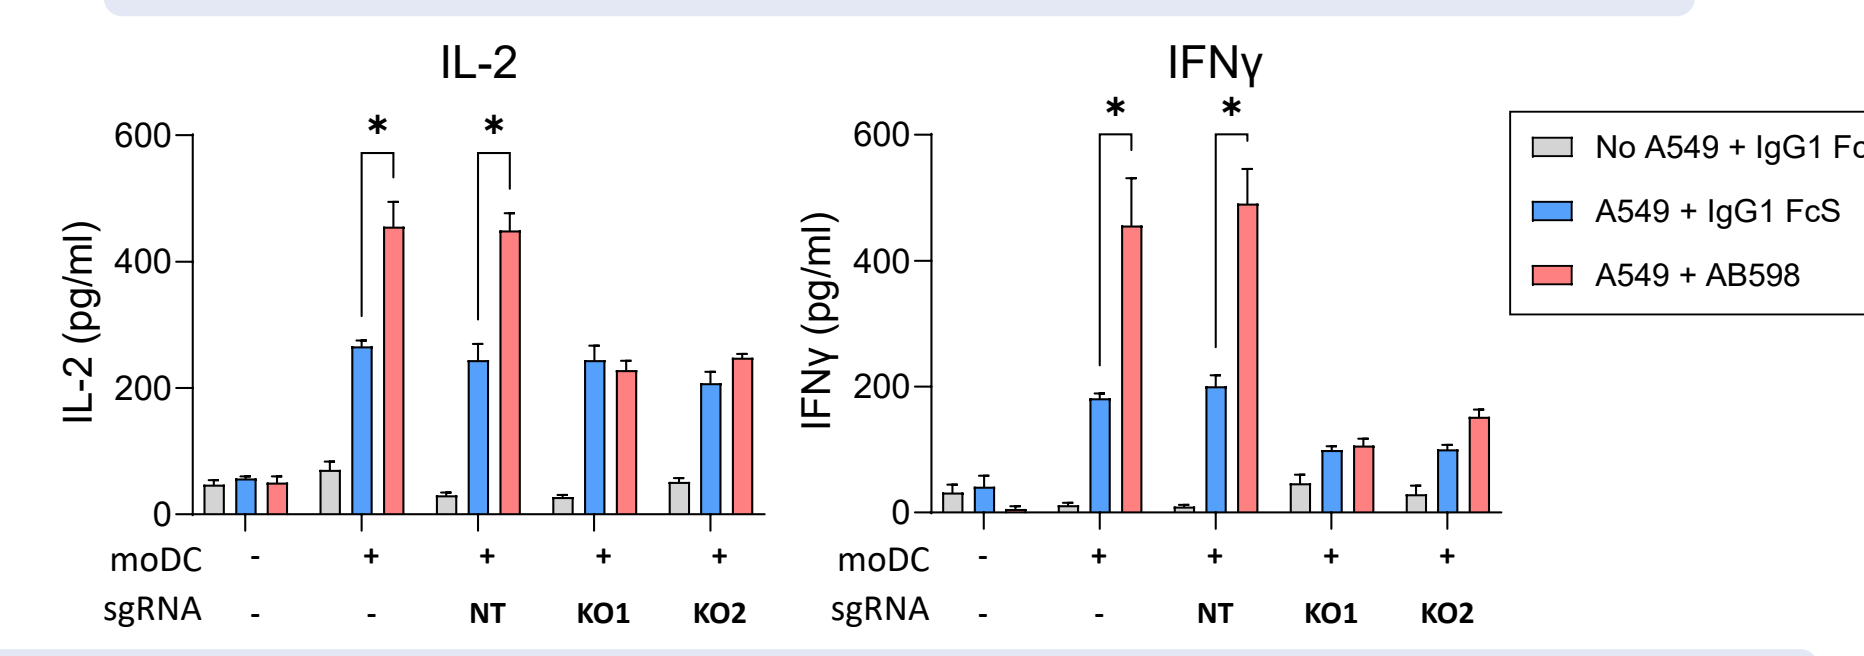 IL-2
* *
600
400
200
0
IL-2 (pg/ml)
moDC - + + + +
sgRNA - - NT KO1 KO2
IFNγ
* *
600
400
200
0
IFNγ (pg/ml)
moDC - + + + +
sgRNA - - NT KO1 KO2
No A549 + IgG1 Fc
A549 + IgG1 FcS
A549 + AB598